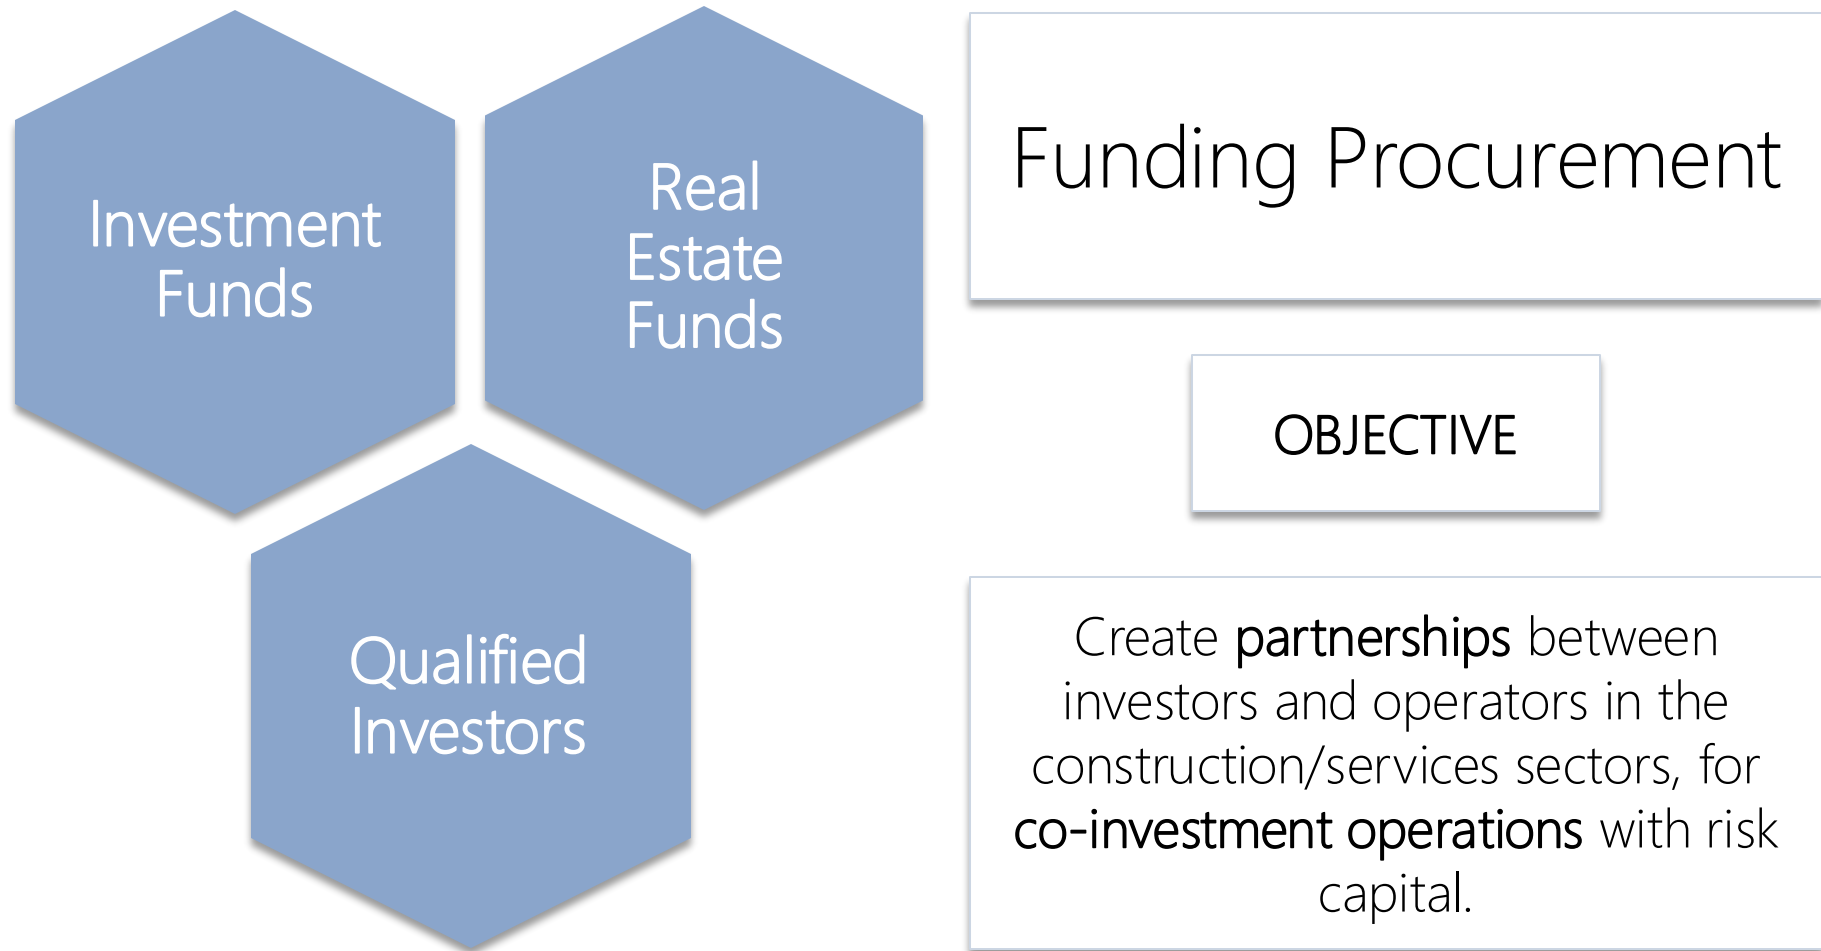 Investment
Funds
Real
Estate
Funds
Qualified
Investors
Funding Procurement
OBJECTIVE
Create partnerships between
investors and operators in the
construction/services sectors, for
co-investment operations with risk
capital.